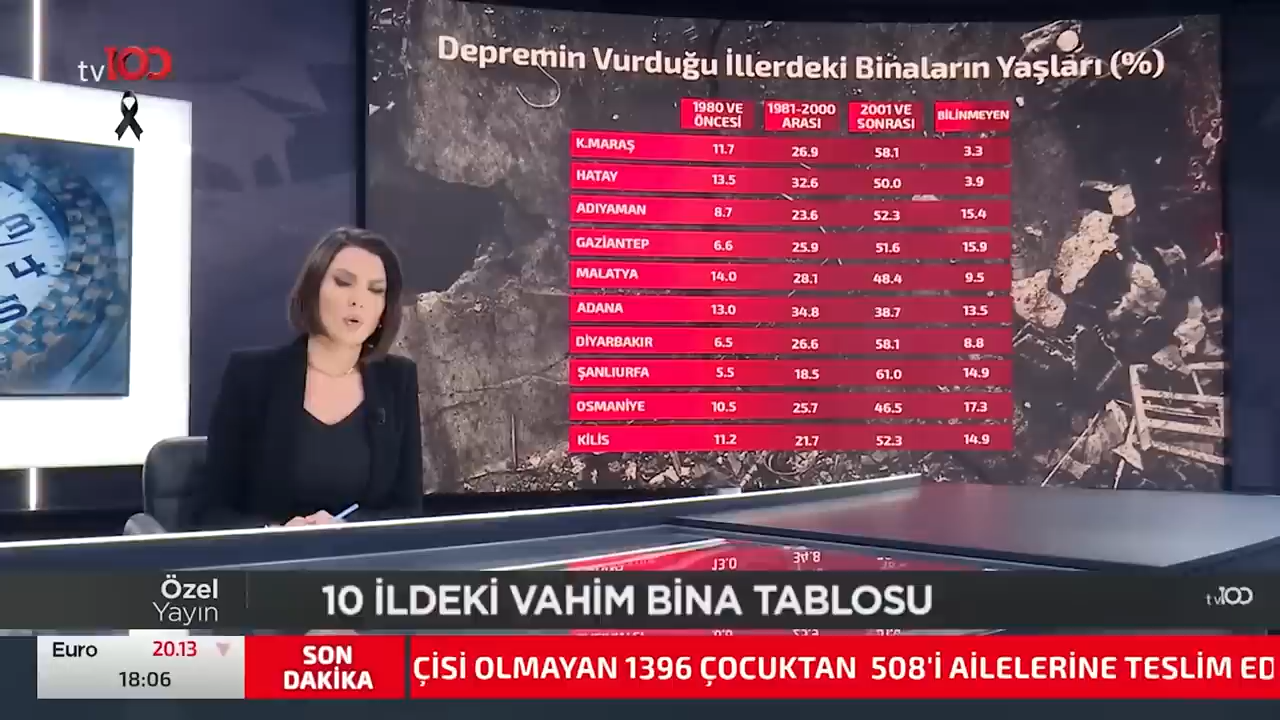 tv100
Depremin Vurduğu İllerdeki Binaların Yaşları (%)
1980 VE ÖNCESİ 1981-2000 ARASI 2001 VE SONRASI BİLİNMEYEN
K.MARAŞ 11.7 26.9 58.1 3.3
HATAY 13.5 32.6 50.0 3.9
ADIYAMAN 8.7 23.6 52.3 15.4
GAZİANTEP 6.6 25.9 51.6 15.9
MALATYA 14.0 28.1 48.4 9.5
ADANA 13.0 34.8 38.7 13.5
DİYARBAKIR 6.5 26.6 58.1 8.8
ŞANLIURFA 5.5 18.5 61.0 14.9
OSMANİYE 10.5 25.7 46.5 17.3
KİLİS 11.2 21.7 52.3 14.9
3
4
5
Özel
Yayın
10 İLDEKİ VAHİM BİNA TABLOSU
tv100
Euro 20.13
18:06
SON
DAKİKA
ÇİSİ OLMAYAN 1396 ÇOCUKTAN 508'İ AİLELERİNE TESLİM ED